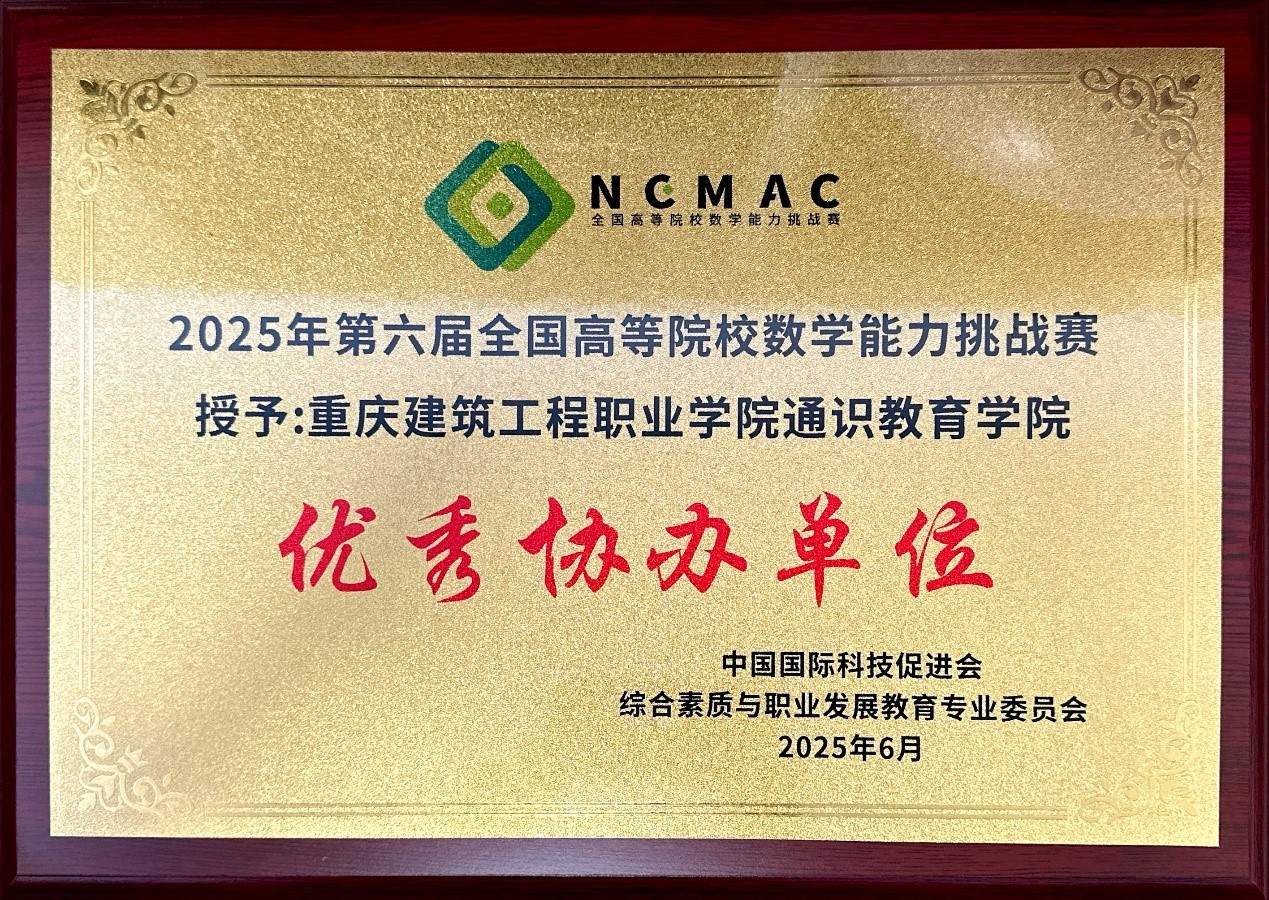 NCMAC
全国高等院校数学能力挑战赛
2025年第六届全国高等院校数学能力挑战赛
授予:重庆建筑工程职业学院通识教育学院
优秀协办单位
中国国际科技促进会
综合素质与职业发展教育专业委员会
2025年6月